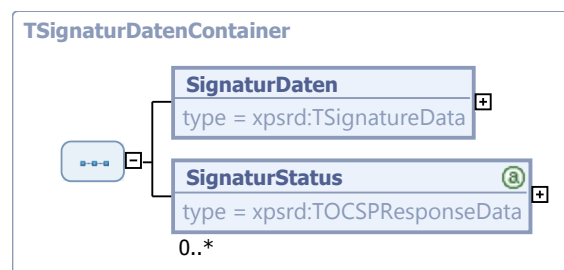 TSignaturDatenContainer
SignaturDaten
type = xpsrd:TSignatureData
SignaturStatus a
type = xpsrd:TOCSPResponseData
0..*